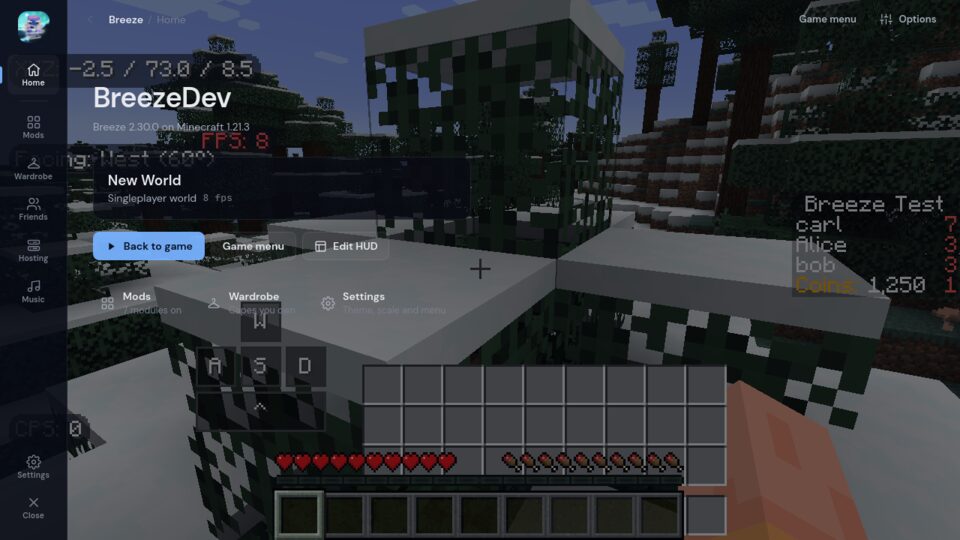 Breeze / Home
Game menu
Options
-2.5 / 73.0 / 8.5
Home
BreezeDev
Breeze 2.30.0 on Minecraft 1.21.3
FPS: 8
Mods
Facing: West (60°)
Wardrobe
New World
Singleplayer world 8 fps
Friends
Breeze Test
carl 7
Alice 3
bob 3
Coins: 1,250 1
Hosting
Back to game
Game menu
Edit HUD
Music
Mods
7 modules on
Wardrobe
Capes you own
Settings
Theme, scale and menu
W
A S D
^
CPS: 0
Settings
Close